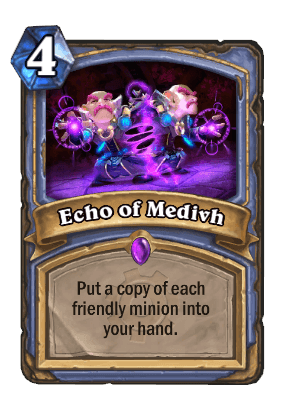 4
Echo of Medivh
Put a copy of each
friendly minion into
your hand.